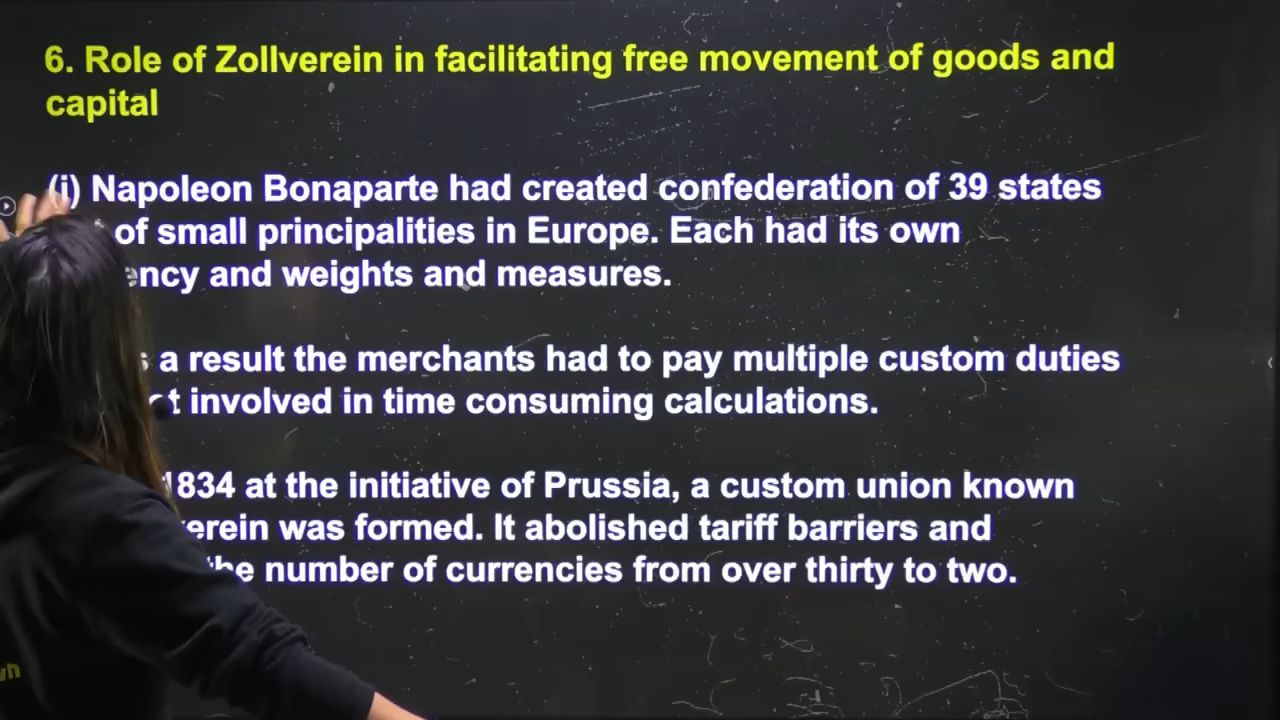 6. Role of Zollverein in facilitating free movement of goods and
capital
(i) Napoleon Bonaparte had created confederation of 39 states
of small principalities in Europe. Each had its own
and weights and measures.
a result the merchants had to pay multiple custom duties
involved in time consuming calculations.
1834 at the initiative of Prussia, a custom union known
was formed. It abolished tariff barriers and
the number of currencies from over thirty to two.